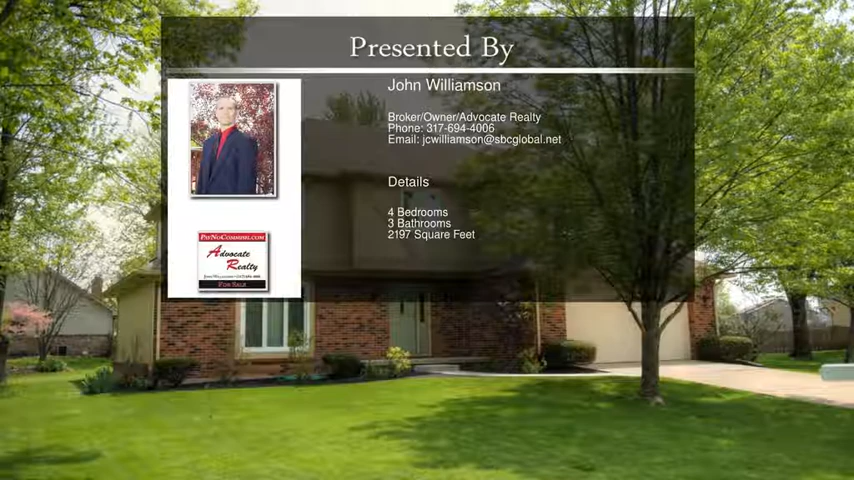 Presented By
John Williamson
Broker/Owner/Advocate Realty
Phone: 317-694-4006
Email: jcwilliamson@sbcglobal.net
Details
4 Bedrooms
3 Bathrooms
2197 Square Feet
Advocate
Realty
For Sale